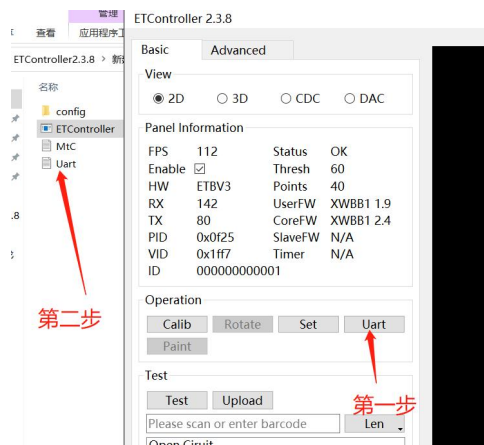 管理
查看
应用程序工
ETController2.3.8 >
名称
config
ETController
MtC
Uart
.8
第二步
ETController 2.3.8
Basic Advanced
View
2D 3D CDC DAC
Panel Information
FPS 112 Status OK
Enable Thresh 60
HW ETBV3 Points 40
RX 142 UserFW XWBB1 1.9
TX 80 CoreFW XWBB1 2.4
PID 0x0f25 SlaveFW N/A
VID 0x1ff7 Timer N/A
ID 000000000001
Operation
Calib Rotate Set Uart
Paint
第一步
Test
Test Upload
Please scan or enter barcode Len
Open Ciruit